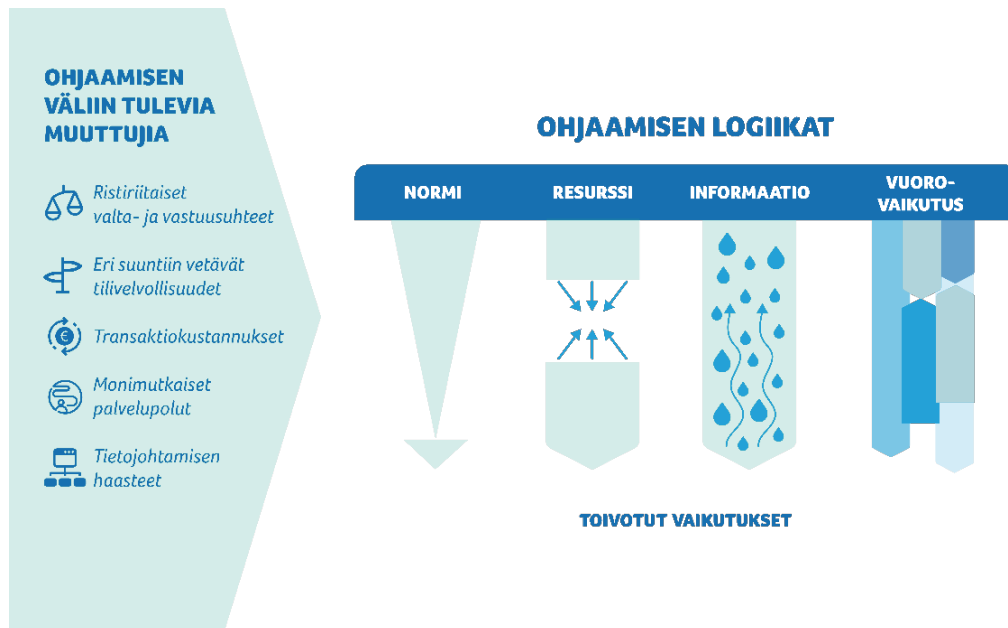 OHJAAMISEN
VÄLIIN TULEVIA
MUUTTUJIA
Ristiriitaiset
valta- ja vastuusuhteet
Eri suuntiin vetävät
tilivelvollisuudet
€
Transaktiokustannukset
Monimutkaiset
palvelupolut
Tietojohtamisen
haasteet
OHJAAMISEN LOGIIKAT
NORMI
RESURSSI
INFORMAATIO
VUORO-
VAIKUTUS
TOIVOTUT VAIKUTUKSET